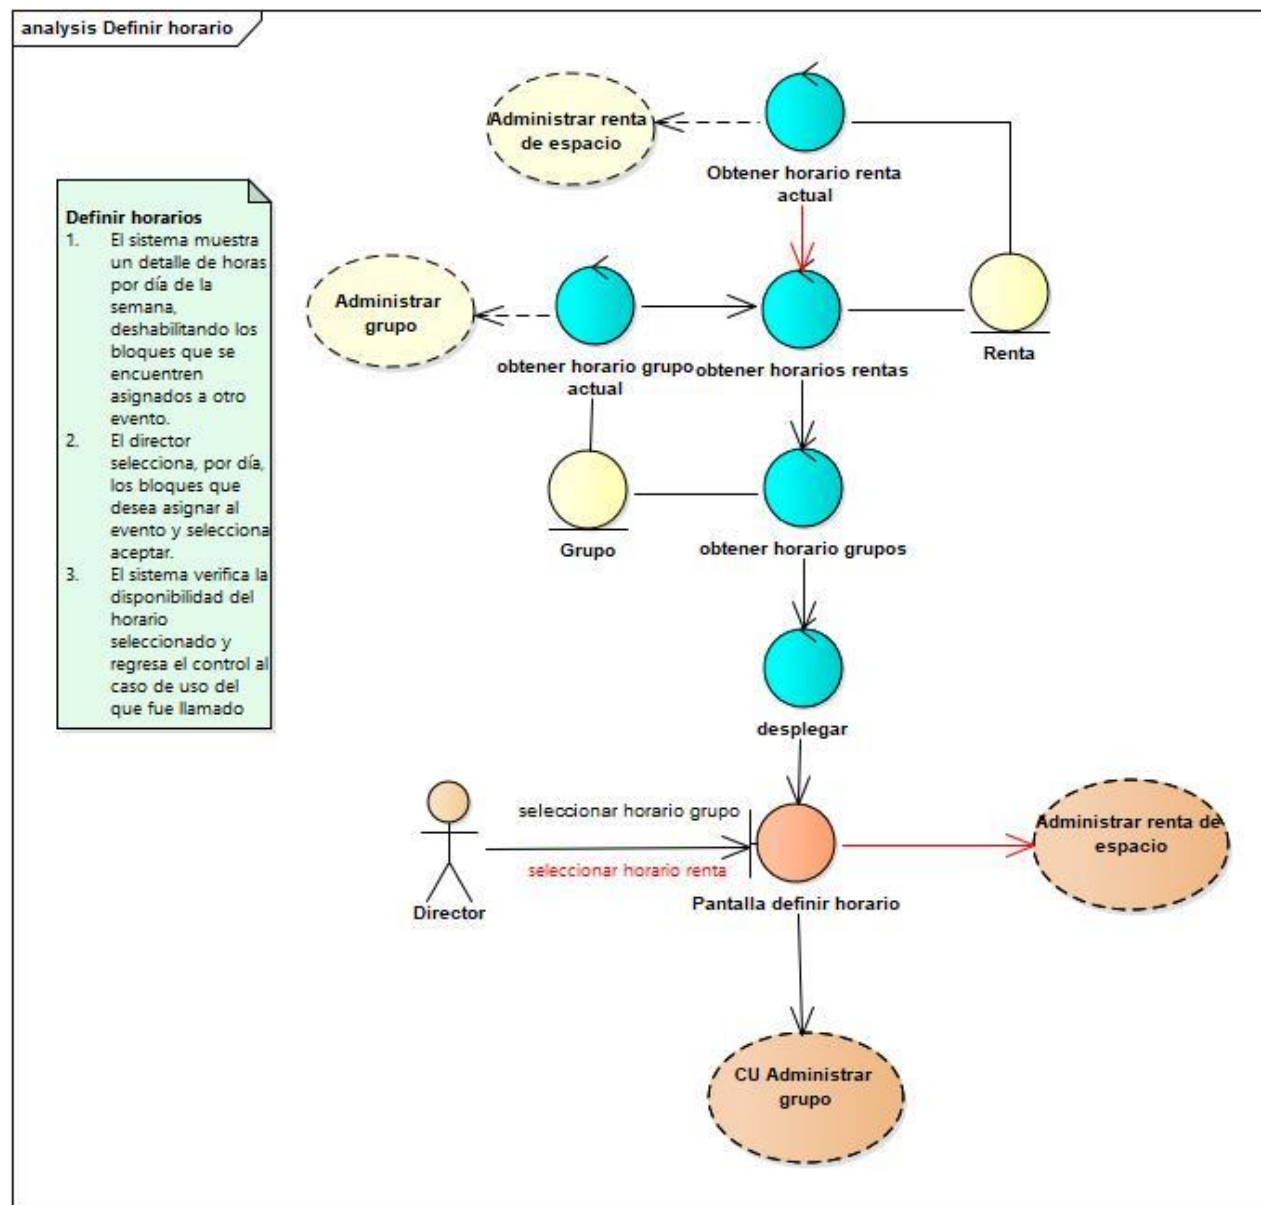 analysis Definir horario
Administrar renta
de espacio
Obtener horario renta
actual
Definir horarios
1. El sistema muestra
un detalle de horas
por día de la
semana,
deshabilitando los
bloques que se
encuentren
asignados a otro
evento.
2. El director
selecciona, por día,
los bloques que
desea asignar al
evento y selecciona
aceptar.
3. El sistema verifica la
disponibilidad del
horario
seleccionado y
regresa el control al
caso de uso del
que fue llamado
Administrar
grupo
obtener horario grupo
actual
obtener horarios rentas
Renta
Grupo
obtener horario grupos
desplegar
seleccionar horario grupo
seleccionar horario renta
Director
Pantalla definir horario
Administrar renta de
espacio
CU Administrar
grupo